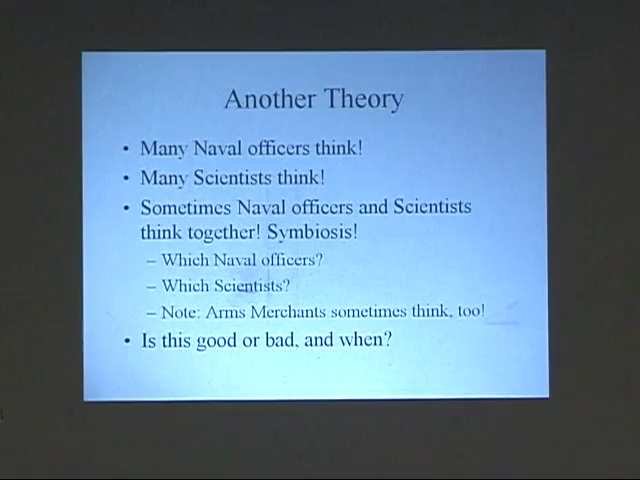 Another Theory
• Many Naval officers think!
• Many Scientists think!
• Sometimes Naval officers and Scientists
think together! Symbiosis!
– Which Naval officers?
– Which Scientists?
– Note: Arms Merchants sometimes think, too!
• Is this good or bad, and when?